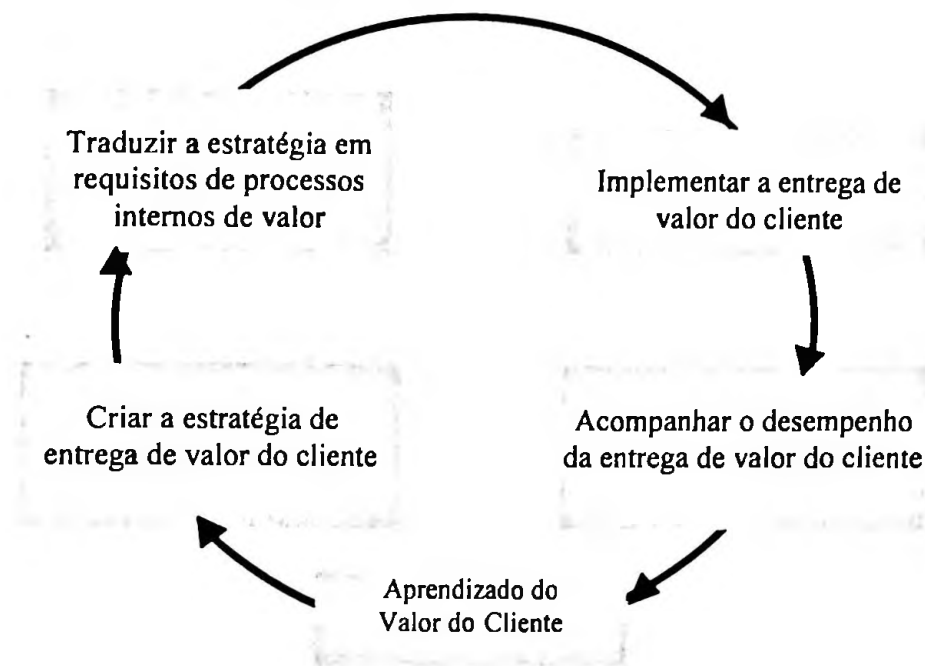 Traduzir a estratégia em
requisitos de processos
internos de valor
Implementar a entrega de
valor do cliente
Criar a estratégia de
entrega de valor do cliente
Acompanhar o desempenho
da entrega de valor do cliente
Aprendizado do
Valor do Cliente